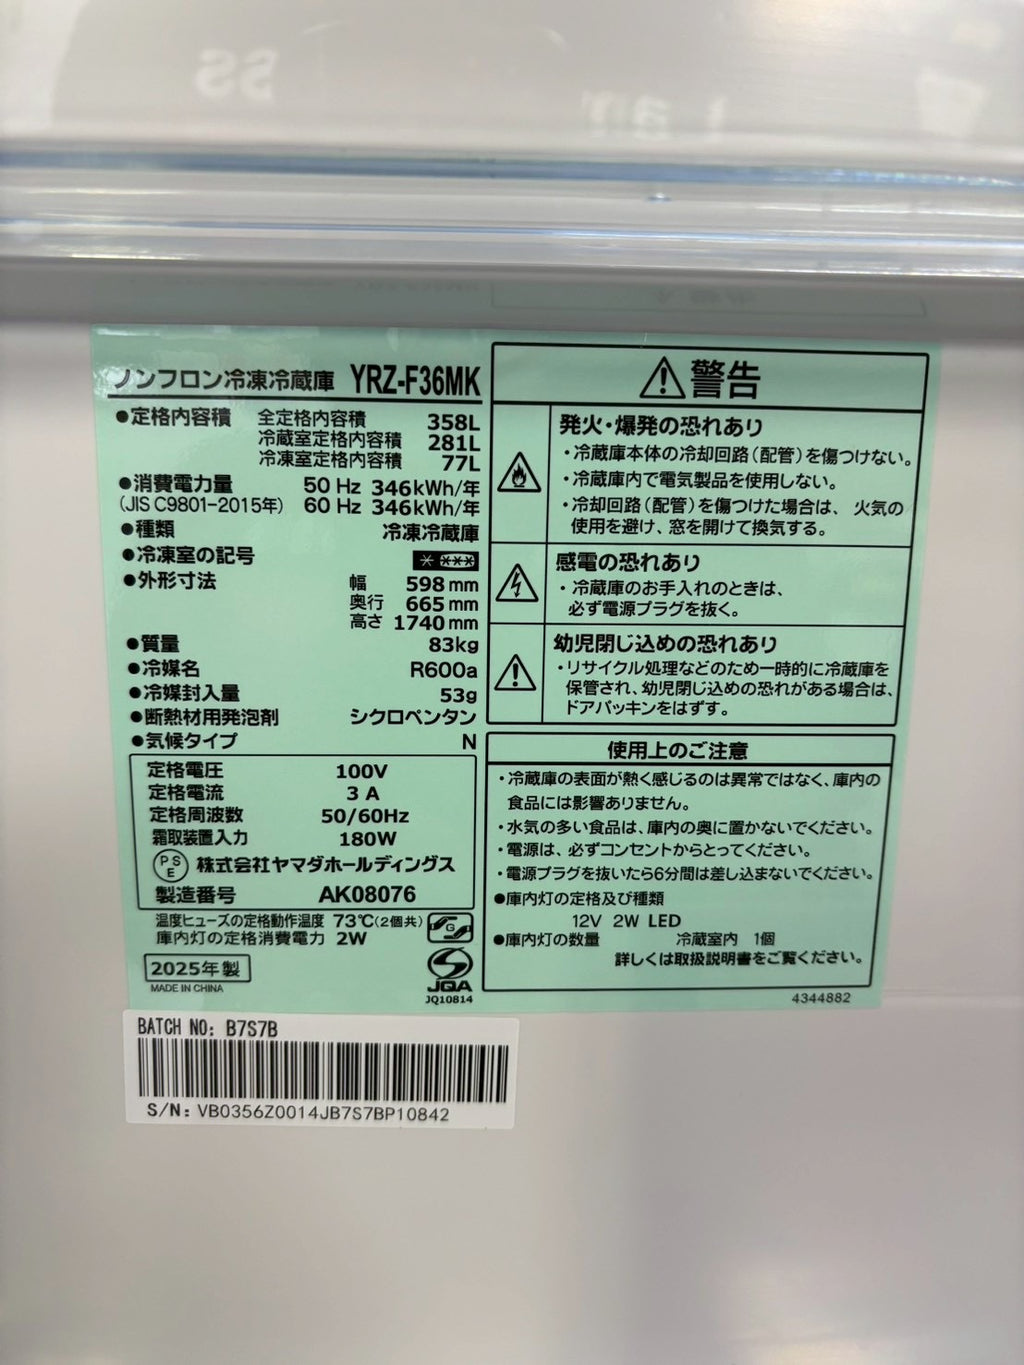 ノンフロン冷凍冷蔵庫 YRZ-F36MK
●定格内容積 全定格内容積 358L
冷蔵室定格内容積 281L
冷凍室定格内容積 77L
●消費電力量 50 Hz 346kWh/年
(JIS C9801-2015年) 60 Hz 346kWh/年
●種類 冷凍冷蔵庫
●冷凍室の記号
●外形寸法 幅 598 mm
奥行 665 mm
高さ 1740 mm
●質量 83kg
●冷媒名 R600a
●冷媒封入量 53g
●断熱材用発泡剤 シクロペンタン
●気候タイプ N
定格電圧 100V
定格電流 3 A
定格周波数 50/60Hz
霜取装置入力 180W
PSE 株式会社ヤマダホールディングス
製造番号 AK08076
温度ヒューズの定格動作温度 73℃(2個共)
庫内灯の定格消費電力 2W
2025年製
MADE IN CHINA
JQA
JQ10814
⚠警告
発火・爆発の恐れあり
・冷蔵庫本体の冷却回路(配管)を傷つけない。
・冷蔵庫内で電気製品を使用しない。
・冷却回路(配管)を傷つけた場合は、火気の
使用を避け、窓を開けて換気する。
感電の恐れあり
・冷蔵庫のお手入れのときは、
必ず電源プラグを抜く。
幼児閉じ込めの恐れあり
・リサイクル処理などのため一時的に冷蔵庫を
保管され、幼児閉じ込めの恐れがある場合は、
ドアパッキンをはずす。
使用上のご注意
・冷蔵庫の表面が熱く感じるのは異常ではなく、庫内の
食品には影響ありません。
・水気の多い食品は、庫内の奥に置かないでください。
・電源は、必ずコンセントからとってください。
・電源プラグを抜いたら6分間は差し込まないでください。
●庫内灯の定格及び種類
12V 2W LED
●庫内灯の数量 冷蔵室内 1個
詳しくは取扱説明書をご覧ください。
4344882
BATCH NO: B7S7B
S/N: VB0356Z0014JB7S7BP10842